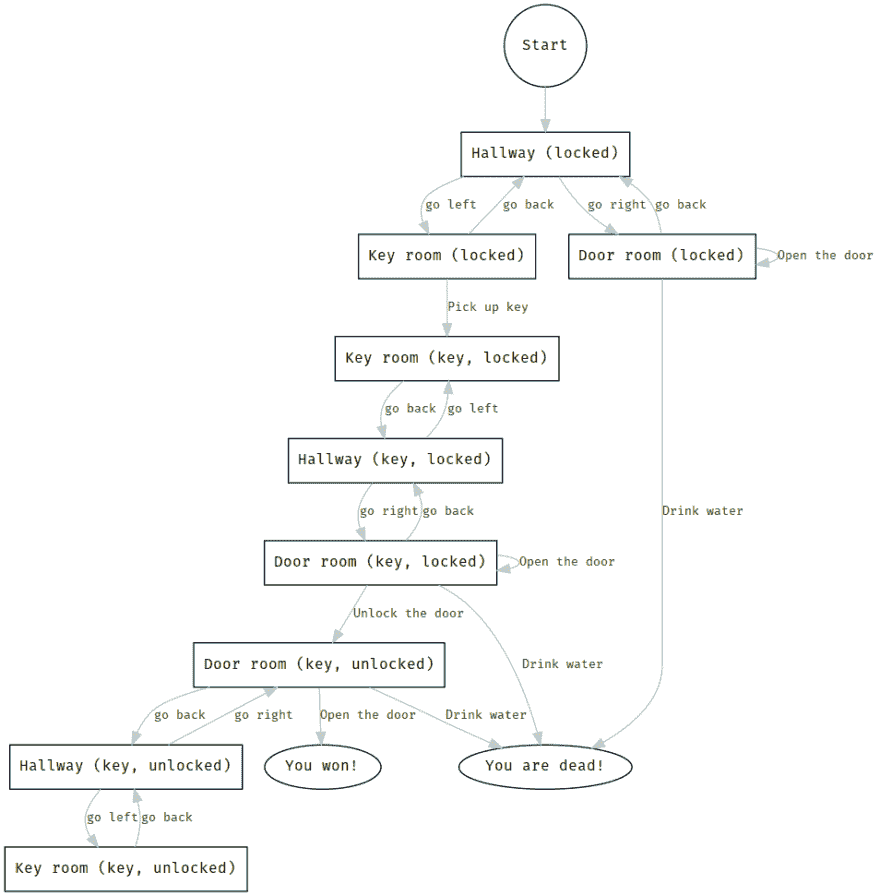 Start
Hallway (locked)
go left
go back
go right
go back
Key room (locked)
Door room (locked)
Open the door
Pick up key
Key room (key, locked)
go back
go left
Hallway (key, locked)
go right
go back
Drink water
Door room (key, locked)
Open the door
Unlock the door
Door room (key, unlocked)
Drink water
go back
go right
Open the door
Drink water
Hallway (key, unlocked)
You won!
You are dead!
go left
go back
Key room (key, unlocked)